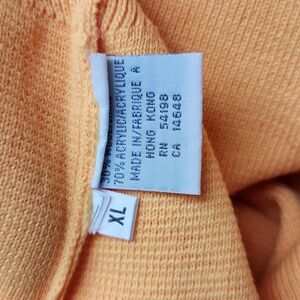 70% ACRYLIC/ACRYLIQUE
MADE IN/FABRIQUE A
HONG KONG
RN 54198
CA 14648
XL